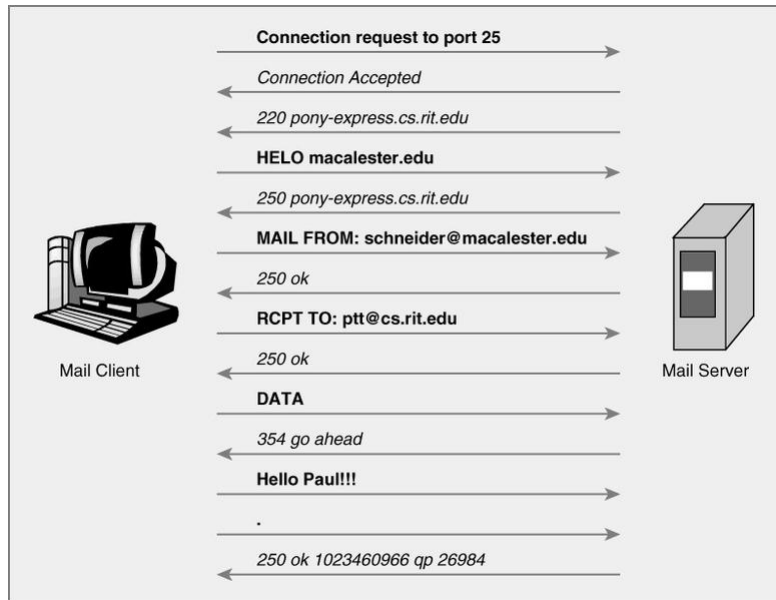 Connection request to port 25
Connection Accepted
220 pony-express.cs.rit.edu
HELO macalester.edu
250 pony-express.cs.rit.edu
MAIL FROM: schneider@macalester.edu
250 ok
RCPT TO: ptt@cs.rit.edu
250 ok
Mail Client
Mail Server
DATA
354 go ahead
Hello Paul!!!
.
250 ok 1023460966 qp 26984